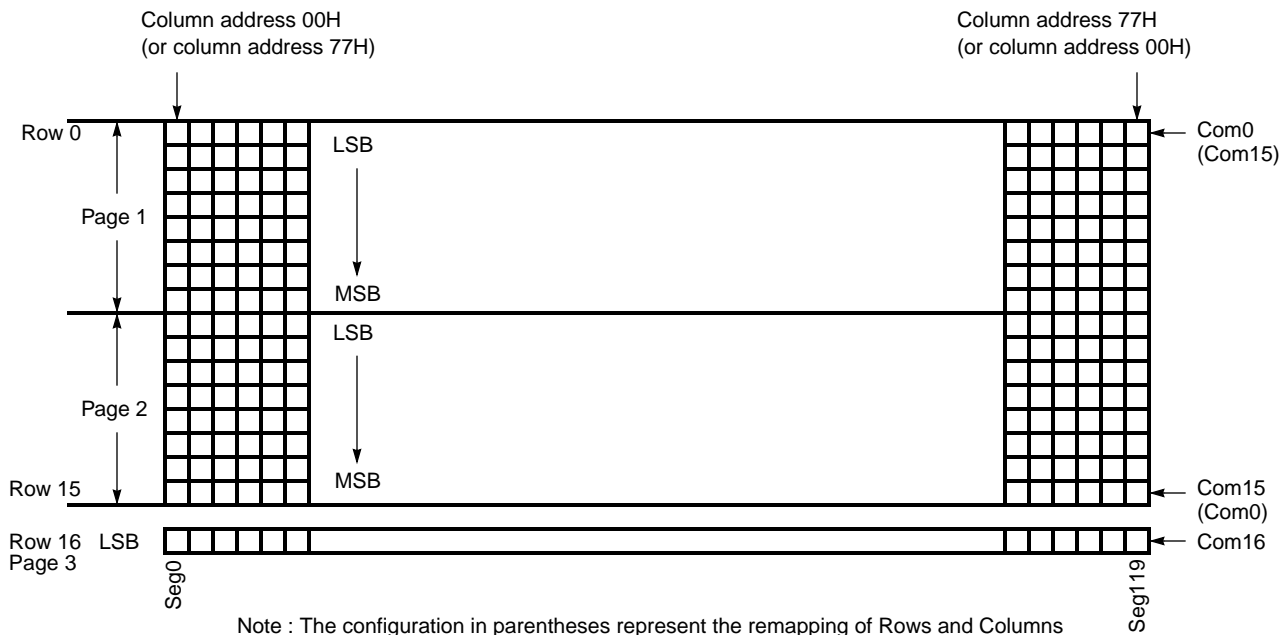 Column address 00H
(or column address 77H)
Column address 77H
(or column address 00H)
Row 0
LSB
Com0
(Com15)
Page 1
MSB
LSB
Page 2
MSB
Row 15
Com15
(Com0)
Row 16 LSB
Page 3
Com16
Seg0
Seg119
Note : The configuration in parentheses represent the remapping of Rows and Columns